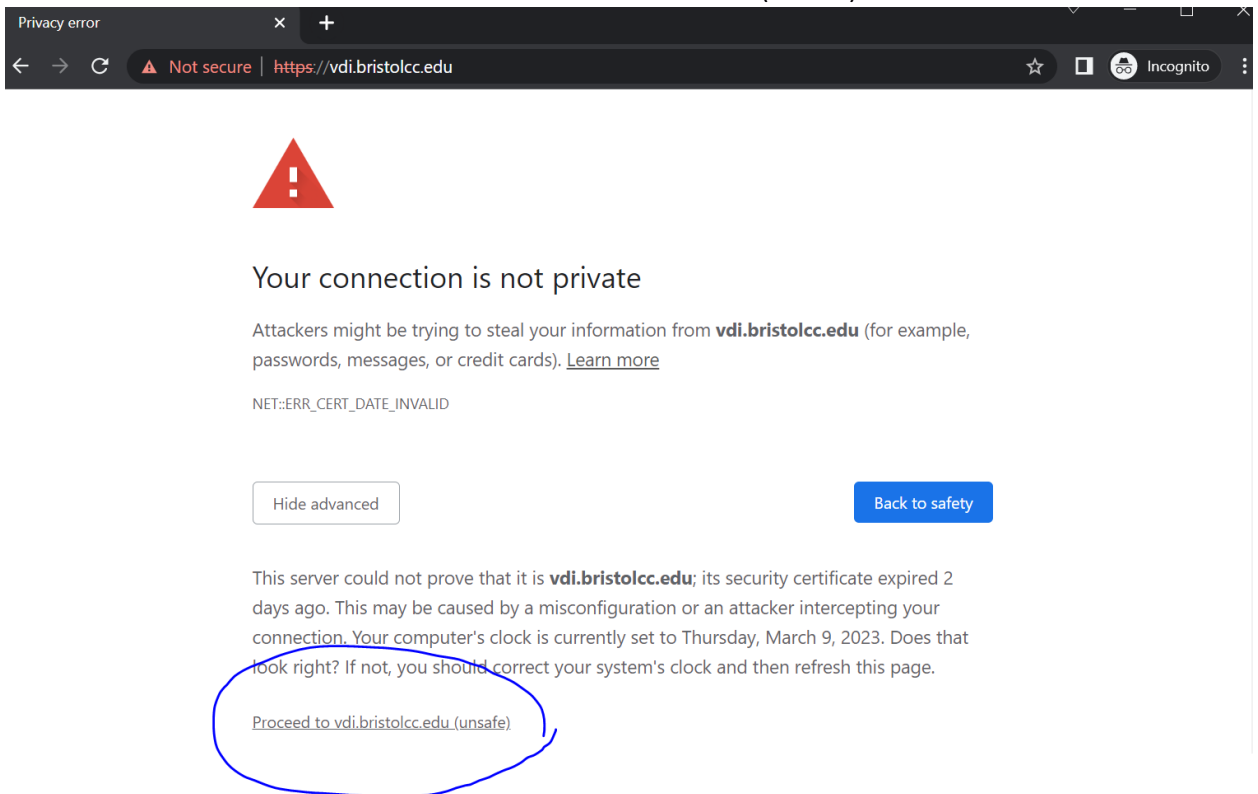 Privacy error
Not secure | https://vdi.bristolcc.edu
Incognito
Your connection is not private
Attackers might be trying to steal your information from vdi.bristolcc.edu (for example,
passwords, messages, or credit cards). Learn more
NET::ERR_CERT_DATE_INVALID
Hide advanced
Back to safety
This server could not prove that it is vdi.bristolcc.edu; its security certificate expired 2
days ago. This may be caused by a misconfiguration or an attacker intercepting your
connection. Your computer's clock is currently set to Thursday, March 9, 2023. Does that
look right? If not, you should correct your system's clock and then refresh this page.
Proceed to vdi.bristolcc.edu (unsafe)